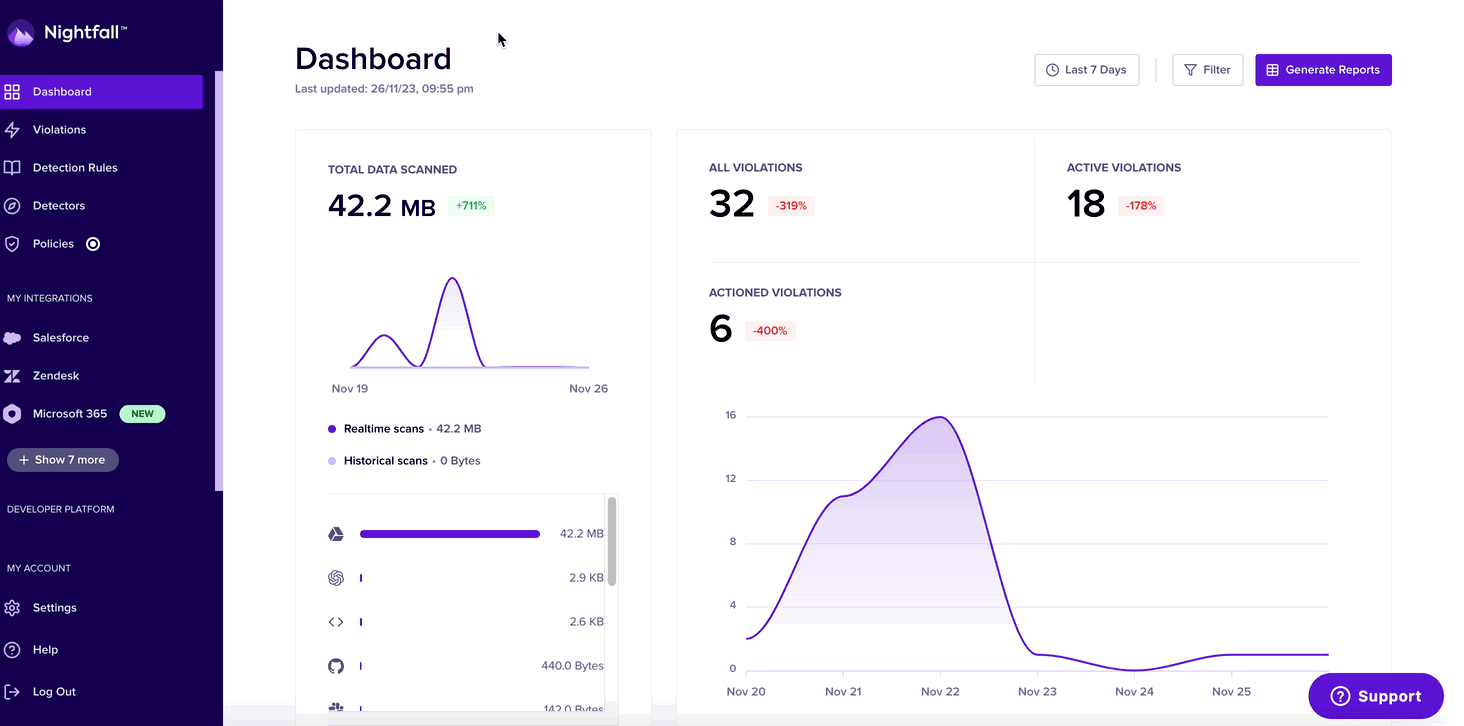 Nightfall™
Dashboard
Violations
Detection Rules
Detectors
Policies
MY INTEGRATIONS
Salesforce
Zendesk
Microsoft 365 NEW
+ Show 7 more
DEVELOPER PLATFORM
MY ACCOUNT
Settings
Help
Log Out
Dashboard
Last updated: 26/11/23, 09:55 pm
Last 7 Days
Filter
Generate Reports
TOTAL DATA SCANNED
42.2 MB +711%
Nov 19 Nov 26
Realtime scans • 42.2 MB
Historical scans • 0 Bytes
42.2 MB
2.9 KB
2.6 KB
440.0 Bytes
142.0 Bytes
ALL VIOLATIONS
32 -319%
ACTIVE VIOLATIONS
18 -178%
ACTIONED VIOLATIONS
6 -400%
16
12
8
4
0
Nov 20 Nov 21 Nov 22 Nov 23 Nov 24 Nov 25
Support